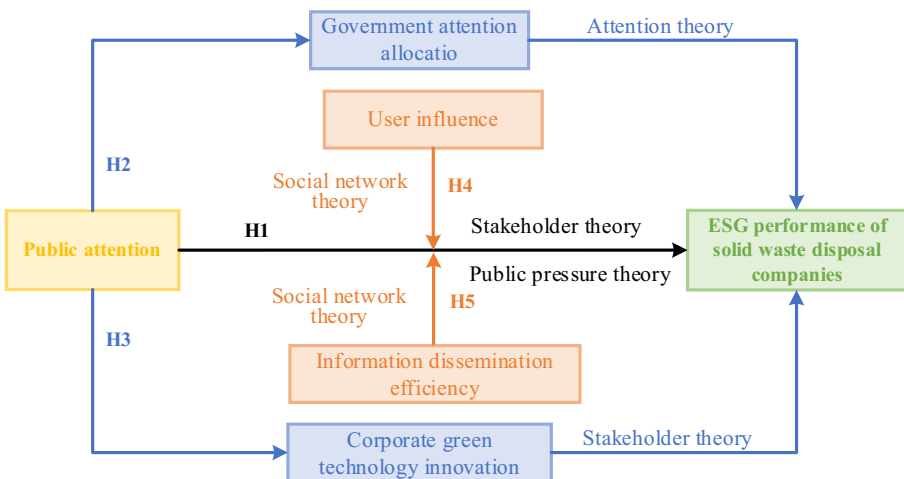 Government attention
allocatio
Attention theory
User influence
H2
Social network
theory
H4
Public attention
H1
Stakeholder theory
Public pressure theory
ESG performance of
solid waste disposal
companies
Social network
theory
H5
H3
Information dissemination
efficiency
Corporate green
technology innovation
Stakeholder theory